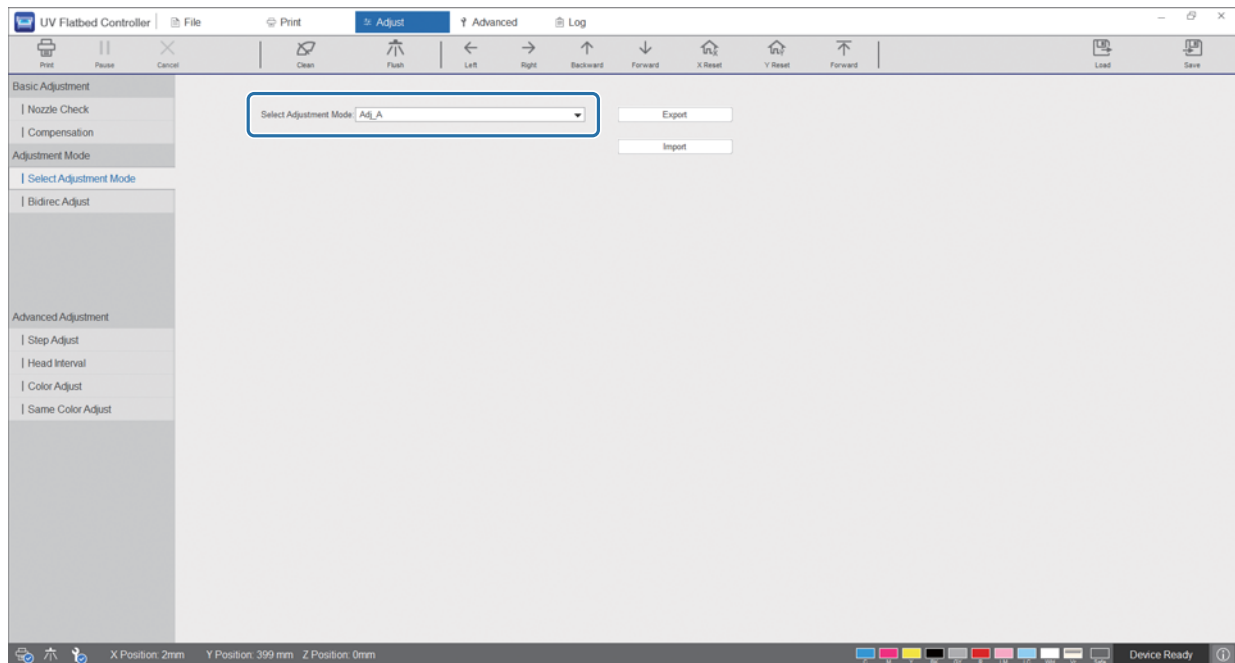 UV Flatbed Controller File Print Adjust Advanced Log
Print Pause Cancel Clean Flush Left Right Backward Forward X Reset Y Reset Forward Load Save
Basic Adjustment
Nozzle Check
Compensation
Adjustment Mode
Select Adjustment Mode
Bidirec Adjust
Advanced Adjustment
Step Adjust
Head Interval
Color Adjust
Same Color Adjust
Select Adjustment Mode: Adj_A
Export
Import
X Position: 2mm Y Position: 399 mm Z Position: 0mm
Device Ready